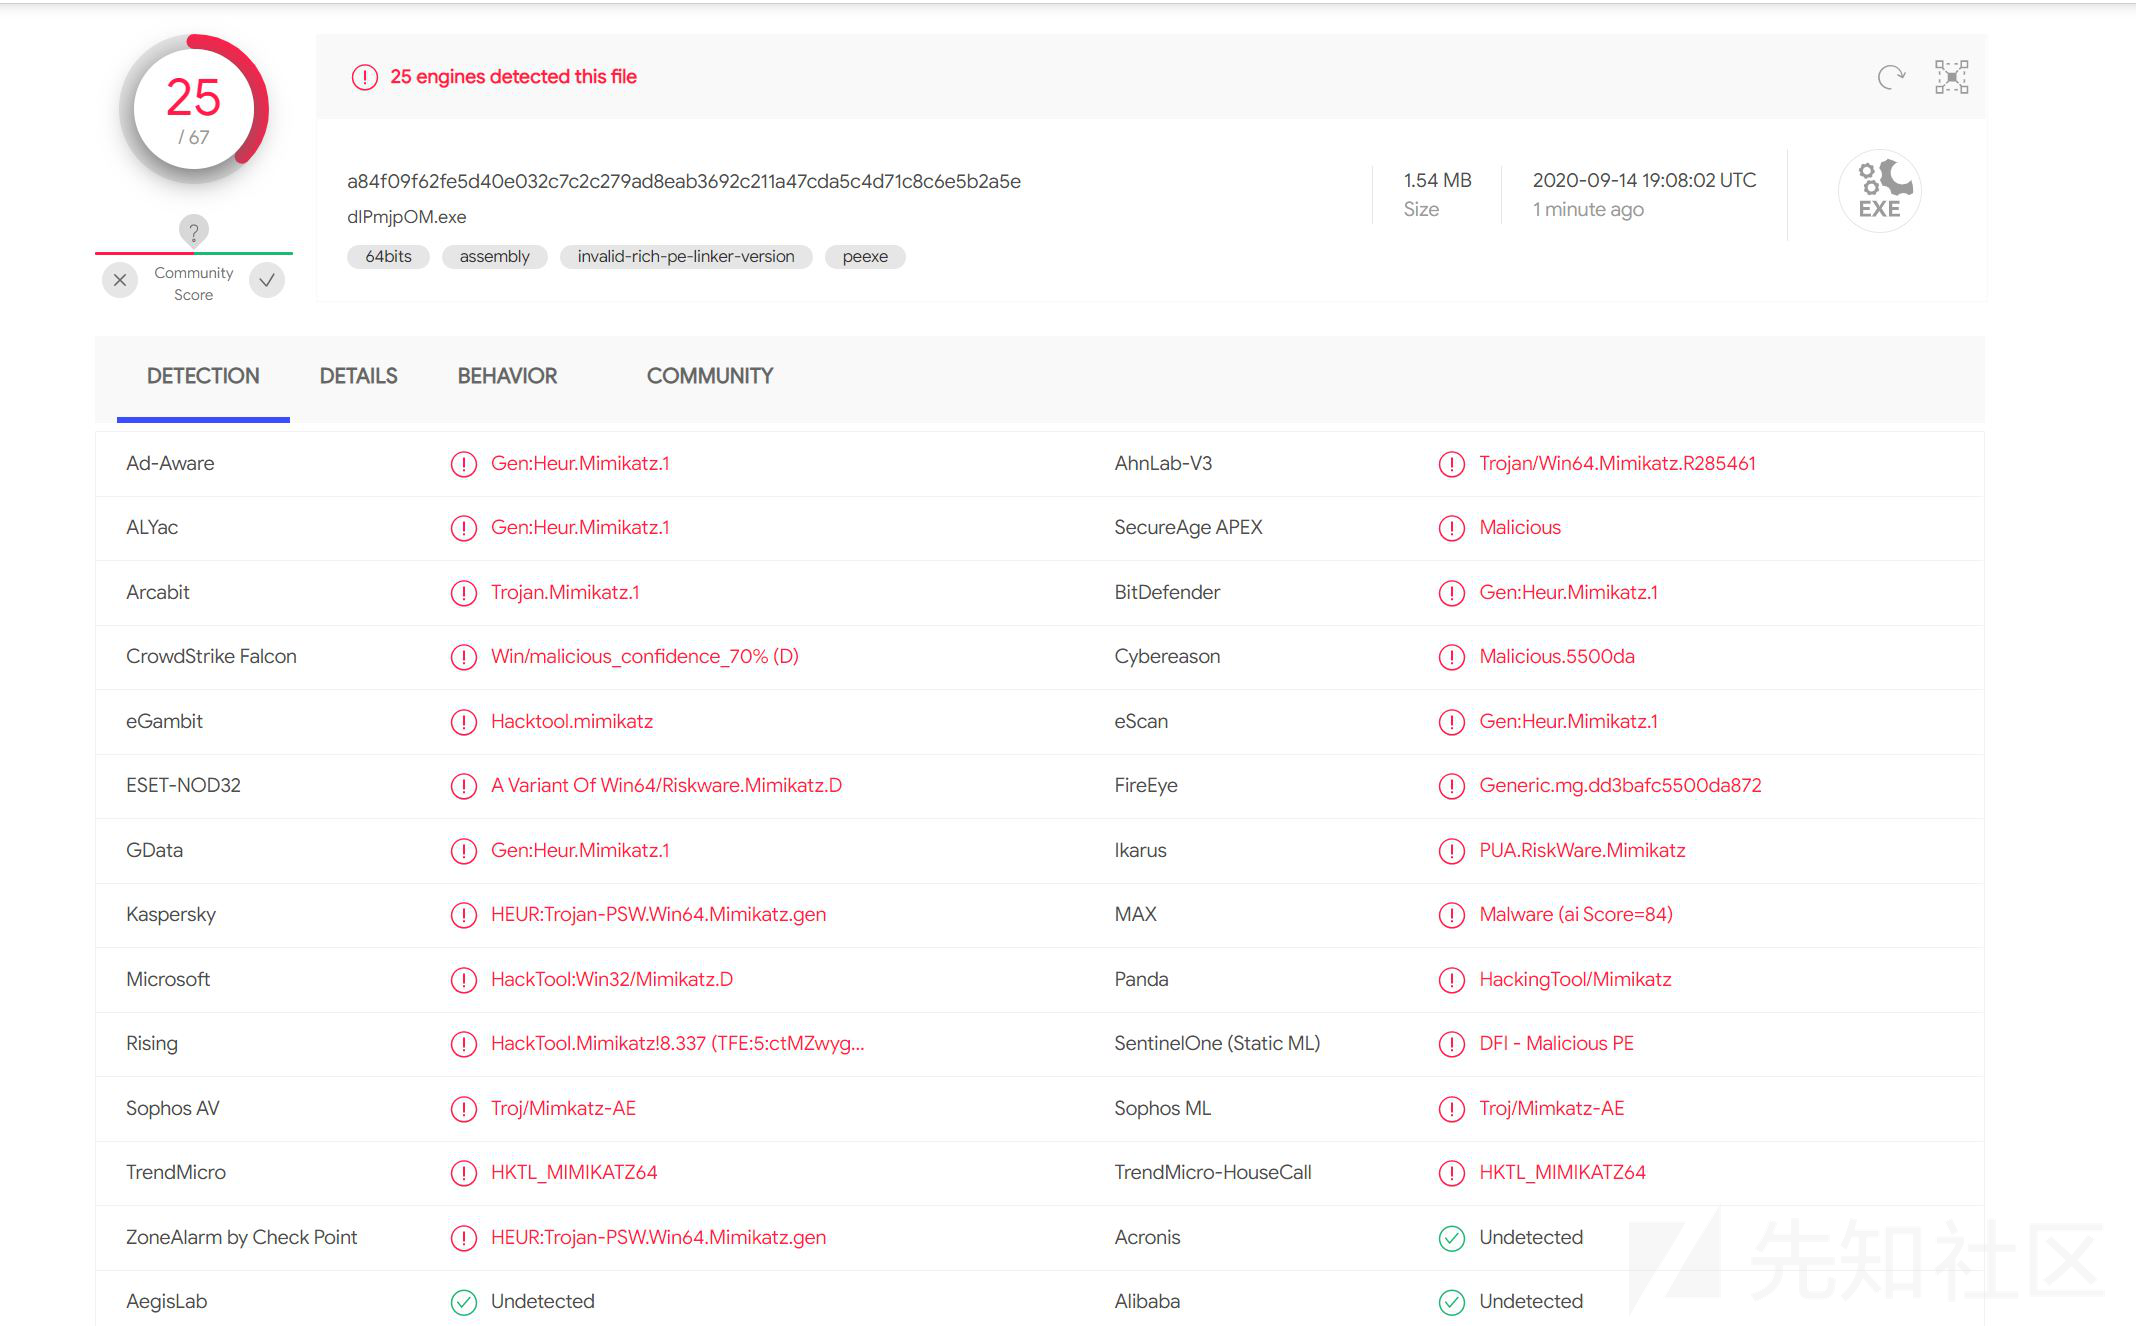 25
/ 67
25 engines detected this file
a84f09f62fe5d40e032c7c2c279ad8eab3692c211a47cda5c4d71c8c6e5b2a5e
dlPmjpOM.exe
64bits assembly invalid-rich-pe-linker-version peexe
1.54 MB
Size
2020-09-14 19:08:02 UTC
1 minute ago
EXE
?
Community
Score
DETECTION DETAILS BEHAVIOR COMMUNITY
Ad-Aware Gen:Heur.Mimikatz.1 AhnLab-V3 Trojan/Win64.Mimikatz.R285461
ALYac Gen:Heur.Mimikatz.1 SecureAge APEX Malicious
Arcabit Trojan.Mimikatz.1 BitDefender Gen:Heur.Mimikatz.1
CrowdStrike Falcon Win/malicious_confidence_70% (D) Cybereason Malicious.5500da
eGambit Hacktool.mimikatz eScan Gen:Heur.Mimikatz.1
ESET-NOD32 A Variant Of Win64/Riskware.Mimikatz.D FireEye Generic.mg.dd3bafc5500da872
GData Gen:Heur.Mimikatz.1 Ikarus PUA.RiskWare.Mimikatz
Kaspersky HEUR:Trojan-PSW.Win64.Mimikatz.gen MAX Malware (ai Score=84)
Microsoft HackTool:Win32/Mimikatz.D Panda HackingTool/Mimikatz
Rising HackTool.Mimikatz!8.337 (TFE:5:ctMZwyg... SentinelOne (Static ML) DFI - Malicious PE
Sophos AV Troj/Mimkatz-AE Sophos ML Troj/Mimkatz-AE
TrendMicro HKTL_MIMIKATZ64 TrendMicro-HouseCall HKTL_MIMIKATZ64
ZoneAlarm by Check Point HEUR:Trojan-PSW.Win64.Mimikatz.gen Acronis Undetected
AegisLab Undetected Alibaba Undetected
先知社区